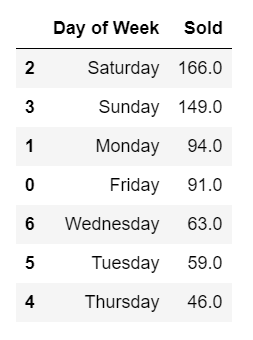 Day of Week Sold
2 Saturday 166.0
3 Sunday 149.0
1 Monday 94.0
0 Friday 91.0
6 Wednesday 63.0
5 Tuesday 59.0
4 Thursday 46.0